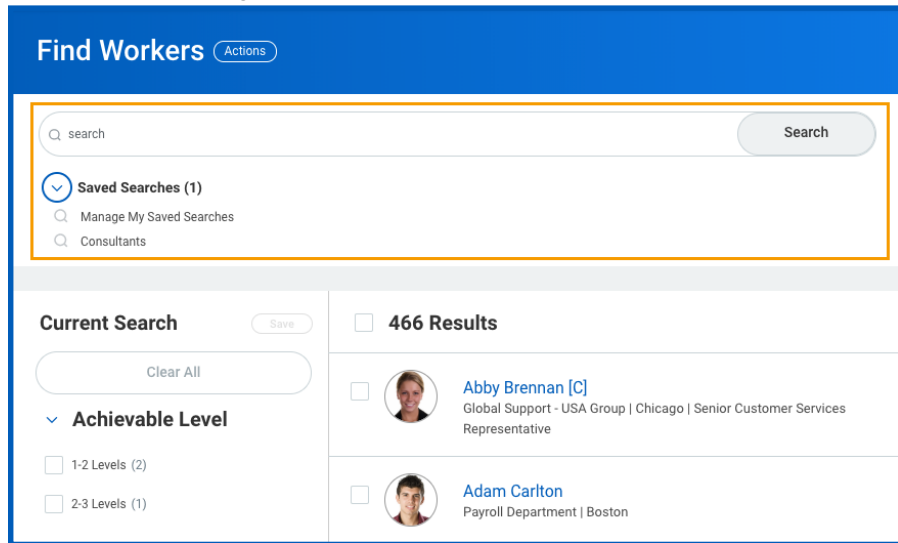 Find Workers Actions
search
Search
Saved Searches (1)
Manage My Saved Searches
Consultants
Current Search Save
Clear All
Achievable Level
1-2 Levels (2)
2-3 Levels (1)
466 Results
Abby Brennan [C]
Global Support - USA Group | Chicago | Senior Customer Services
Representative
Adam Carlton
Payroll Department | Boston